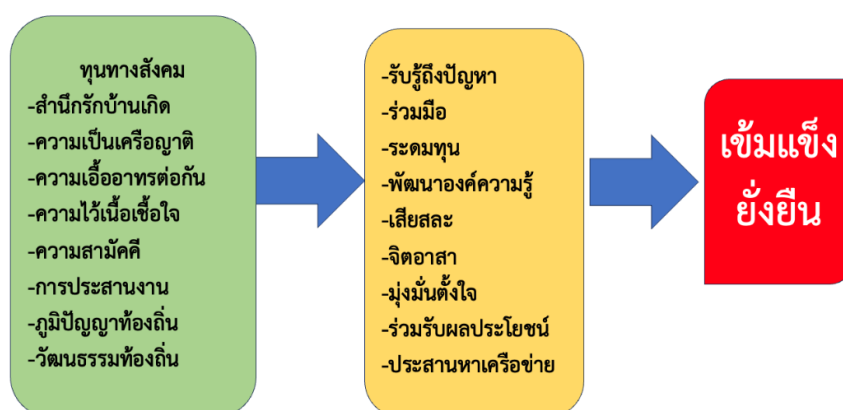 ทุนทางสังคม
-สำนึกรักบ้านเกิด
-ความเป็นเครือญาติ
-ความเอื้ออาทรต่อกัน
-ความไว้เนื้อเชื้อใจ
-ความสามัคคี
-การประสานงาน
-ภูมิปัญญาท้องถิ่น
-วัฒนธรรมท้องถิ่น
-รับรู้ถึงปัญหา
-ร่วมมือ
-ระดมทุน
-พัฒนาองค์ความรู้
-เสียสละ
-จิตอาสา
-มุ่งมั่นตั้งใจ
-ร่วมรับผลประโยชน์
-ประสานหาเครือข่าย
เข้มแข็ง
ยั่งยืน